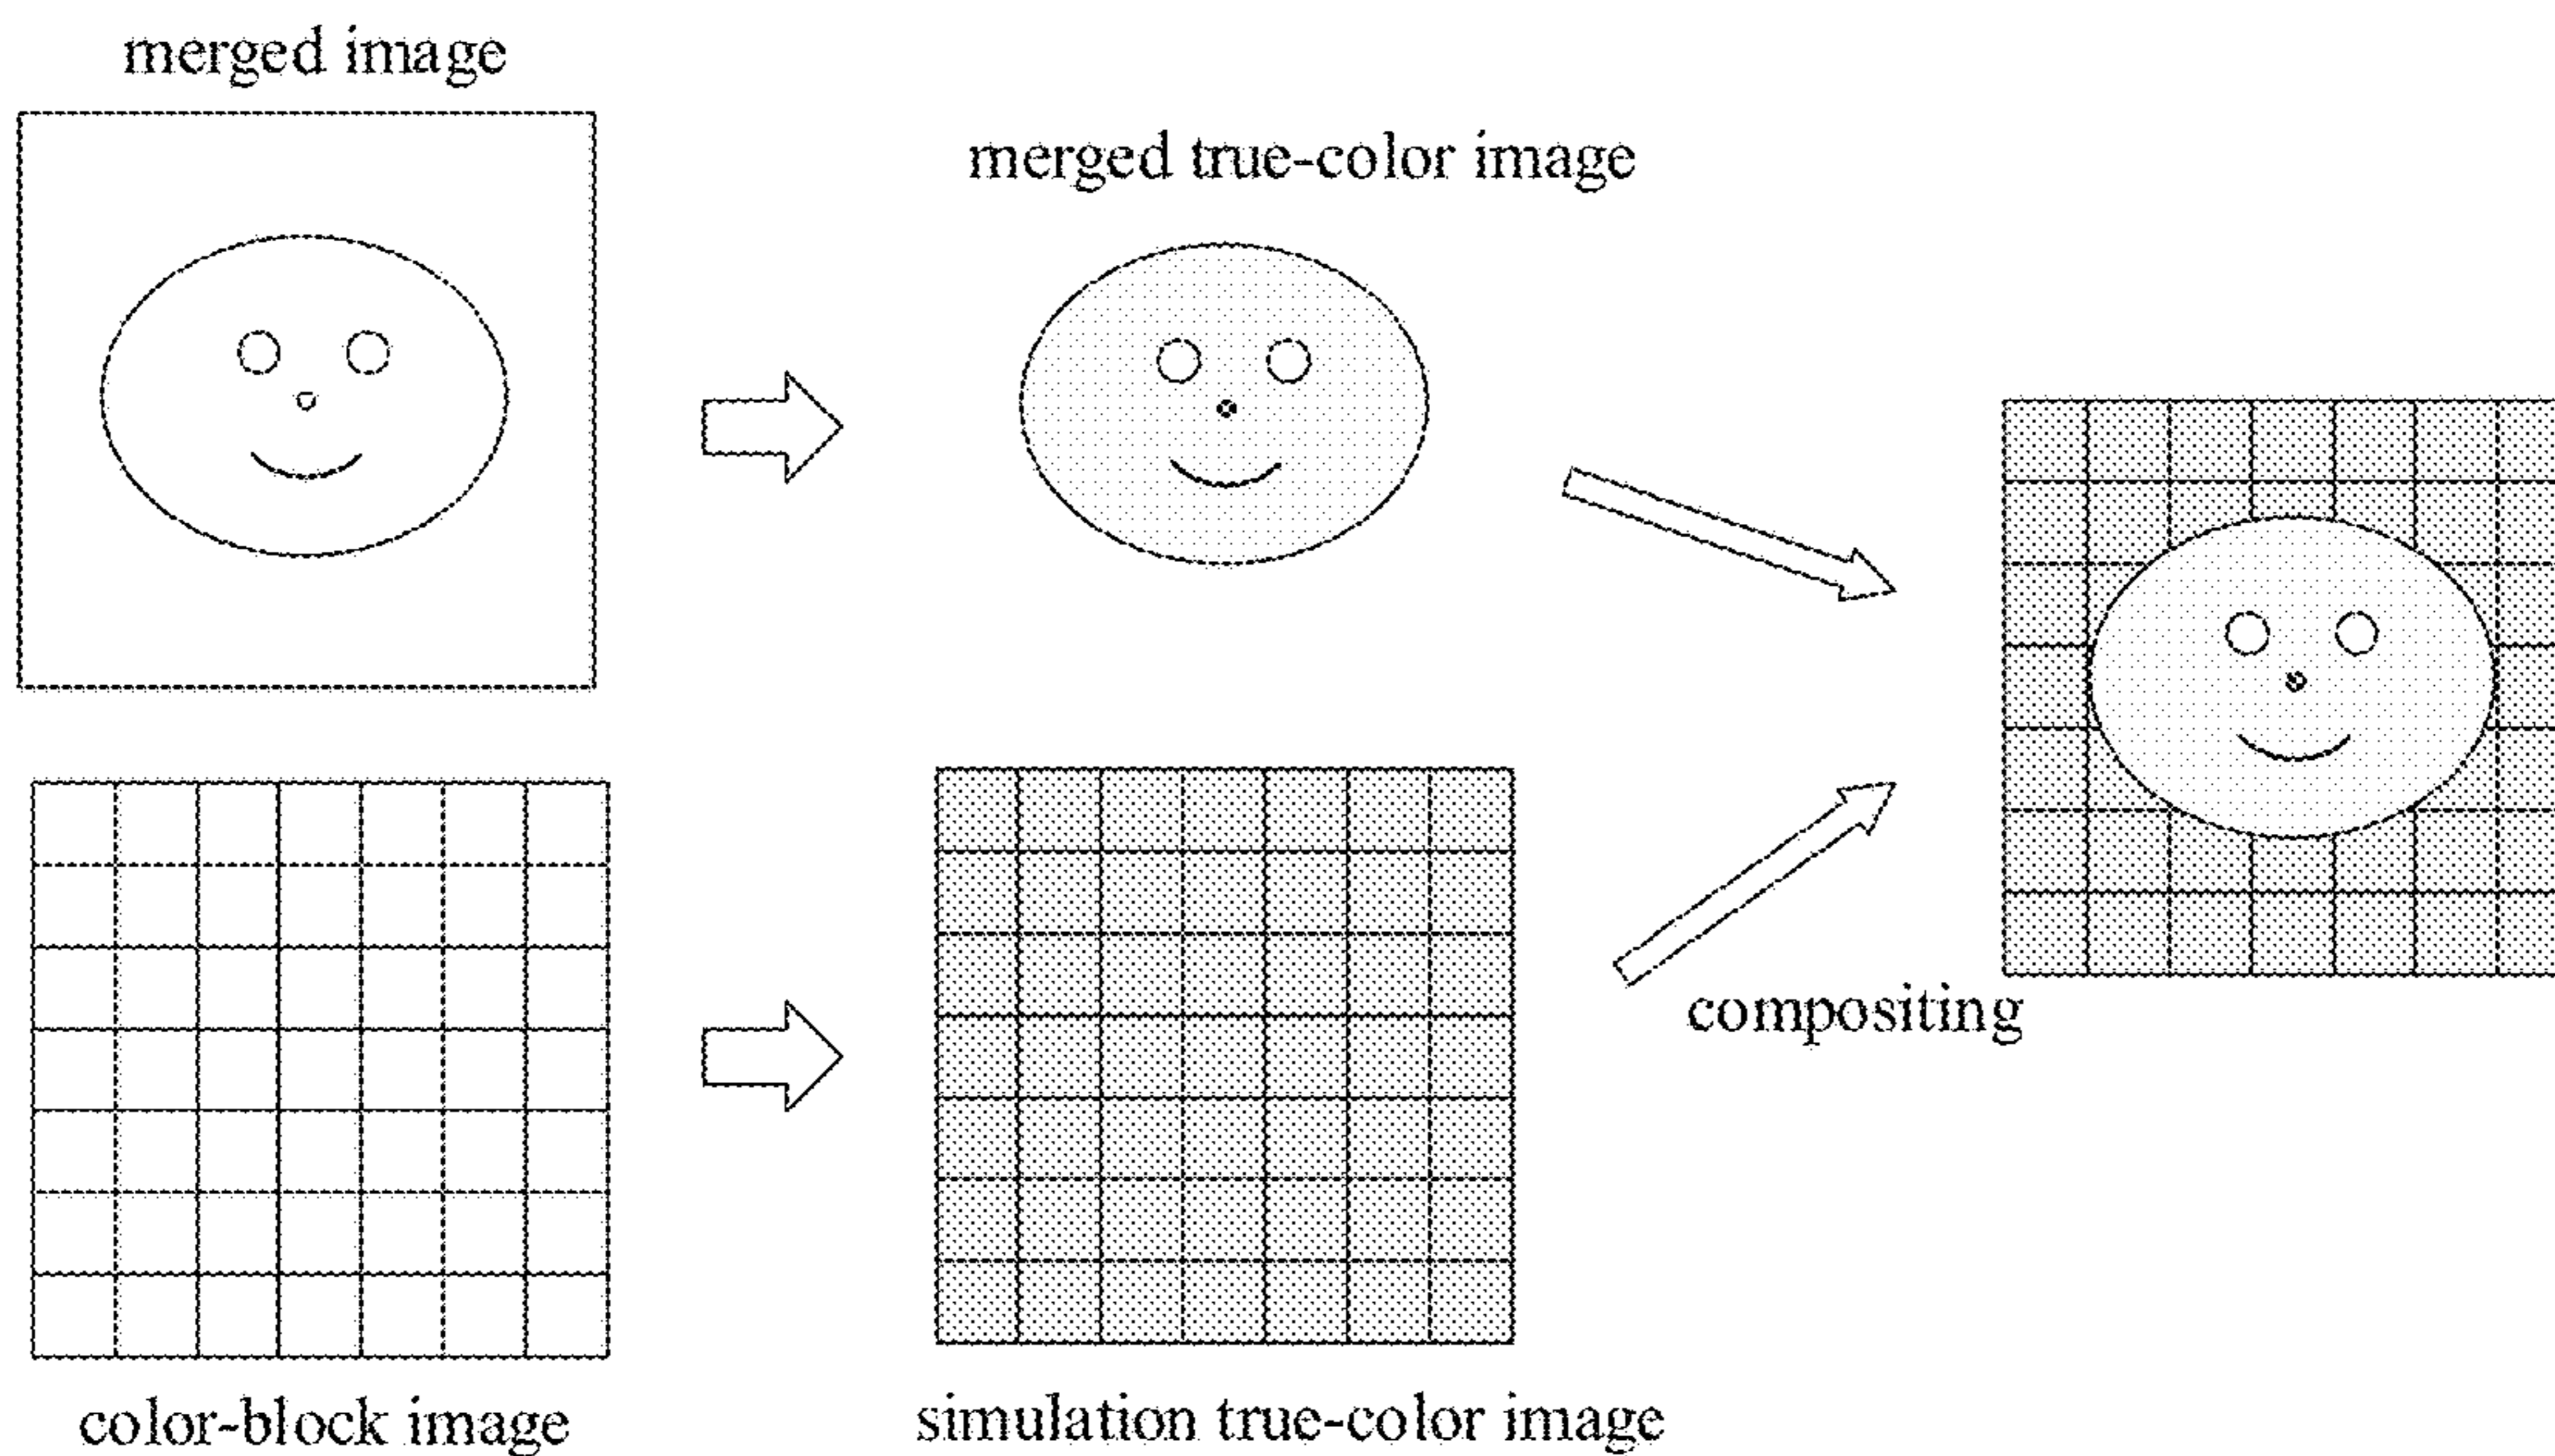 merged image
merged true-color image
compositing
color-block image
simulation true-color image